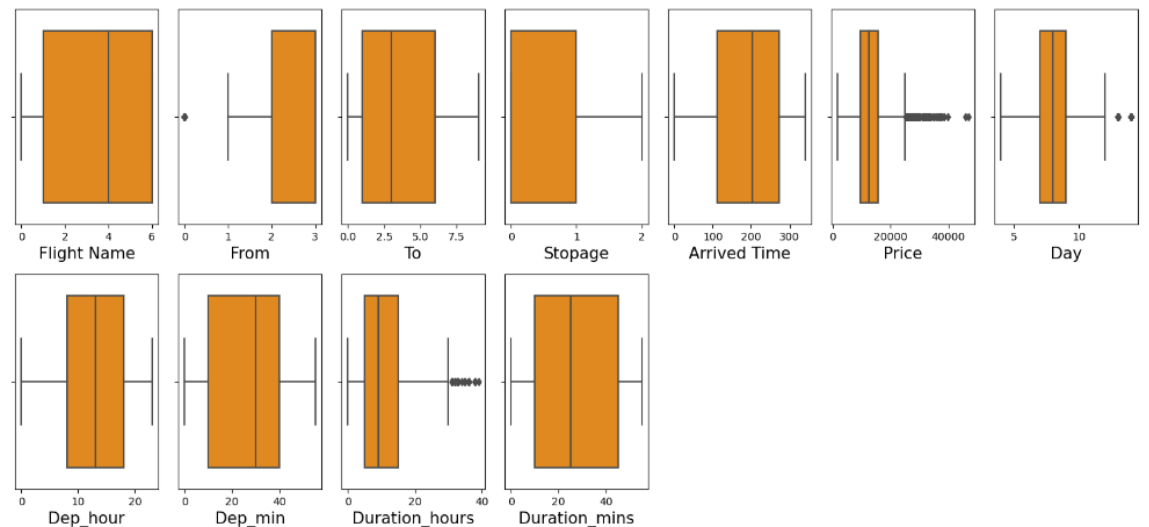 0 2 4 6 0 1 2 3 0.0 2.5 5.0 7.5 0 1 2 0 100 200 300 0 20000 40000 5 10
Flight Name From To Stopage Arrived Time Price Day
0 10 20 0 20 40 0 20 40 0 20 40
Dep_hour Dep_min Duration_hours Duration_mins